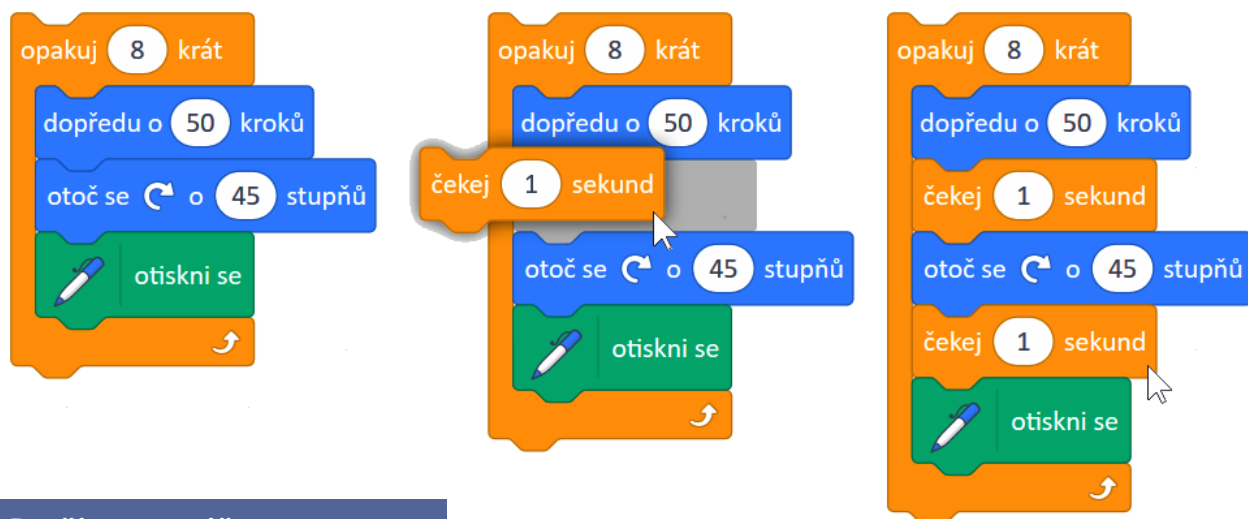 opakuj 8 krát
dopředu o 50 kroků
otoč se o 45 stupňů
otiskni se
opakuj 8 krát
dopředu o 50 kroků
čekej 1 sekund
otoč se o 45 stupňů
otiskni se
opakuj 8 krát
dopředu o 50 kroků
čekej 1 sekund
otoč se o 45 stupňů
čekej 1 sekund
otiskni se